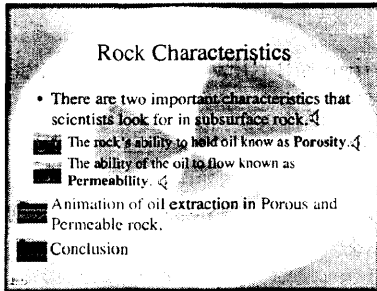 Rock Characteristics
• There are two important characteristics that
scientists look for in subsurface rock.
The rock's ability to hold oil know as Porosity.
The ability of the oil to flow known as
Permeability.
Animation of oil extraction in Porous and
Permeable rock.
Conclusion